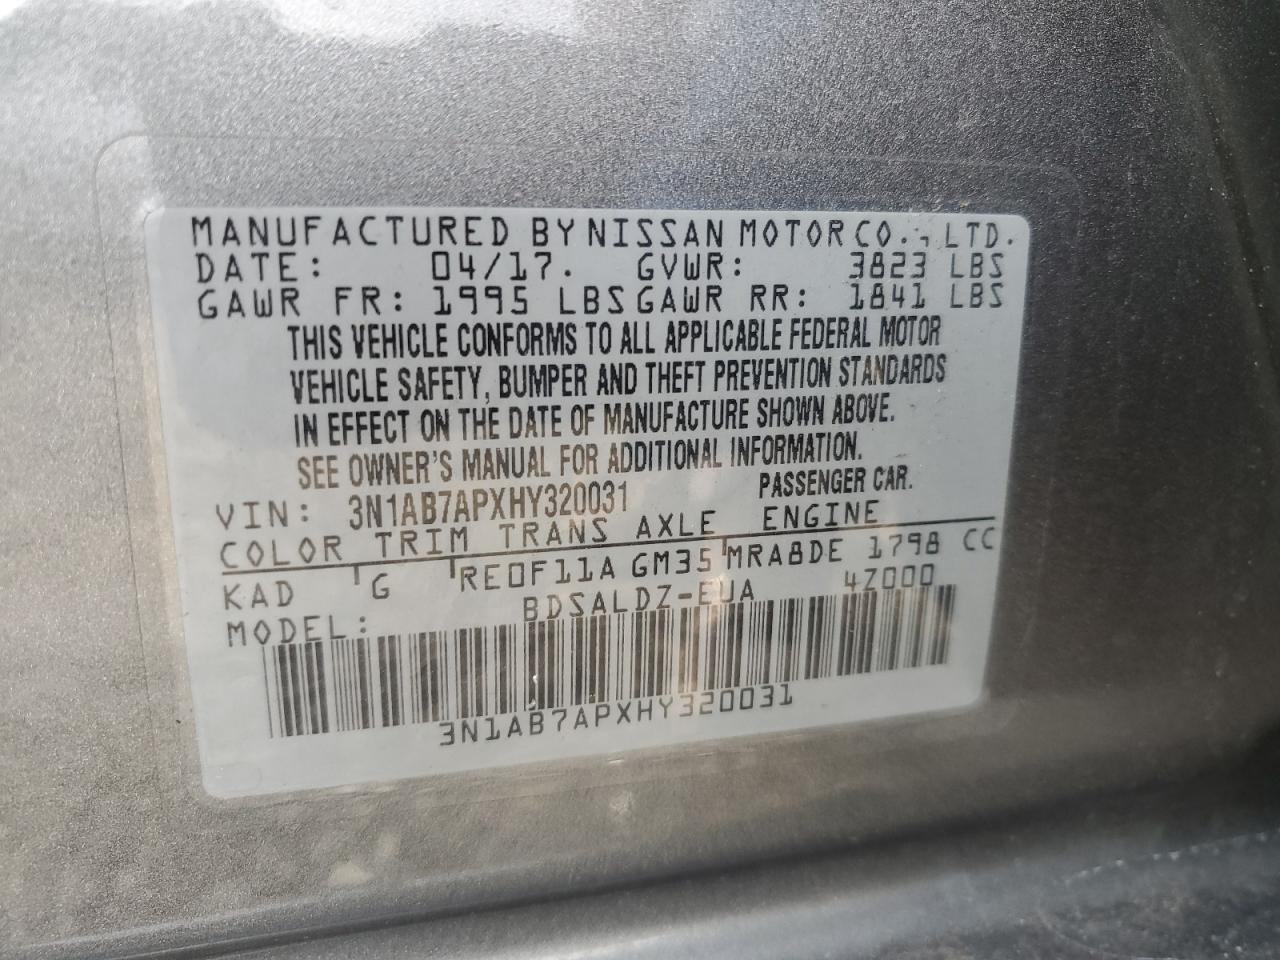 MANUFACTURED BY NISSAN MOTOR CO., LTD.
DATE: 04/17. GVWR: 3823 LBS
GAWR FR: 1995 LBS GAWR RR: 1841 LBS
THIS VEHICLE CONFORMS TO ALL APPLICABLE FEDERAL MOTOR
VEHICLE SAFETY, BUMPER AND THEFT PREVENTION STANDARDS
IN EFFECT ON THE DATE OF MANUFACTURE SHOWN ABOVE.
SEE OWNER'S MANUAL FOR ADDITIONAL INFORMATION.
VIN: 3N1AB7APXHY320031 PASSENGER CAR.
COLOR TRIM TRANS AXLE ENGINE
KAD G RE0F11A GM35 MRA8DE 1798 CC
MODEL: BDSALDZ-EUA 4Z000
3N1AB7APXHY320031